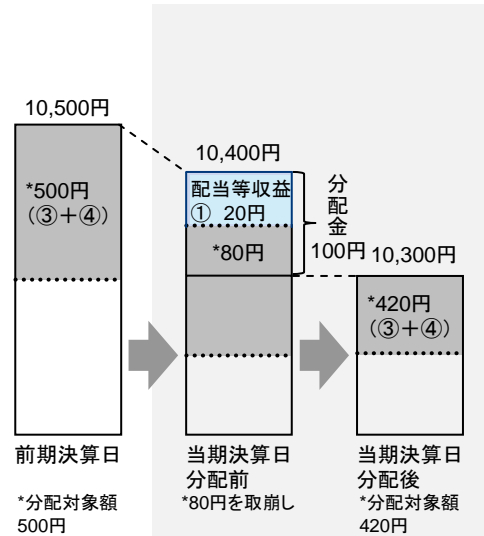 10,500円
*500円
(③+④)
前期決算日
*分配対象額
500円
10,400円
配当等収益
① 20円
*80円
分配金
100円
当期決算日
分配前
*80円を取崩し
10,300円
*420円
(③+④)
当期決算日
分配後
*分配対象額
420円